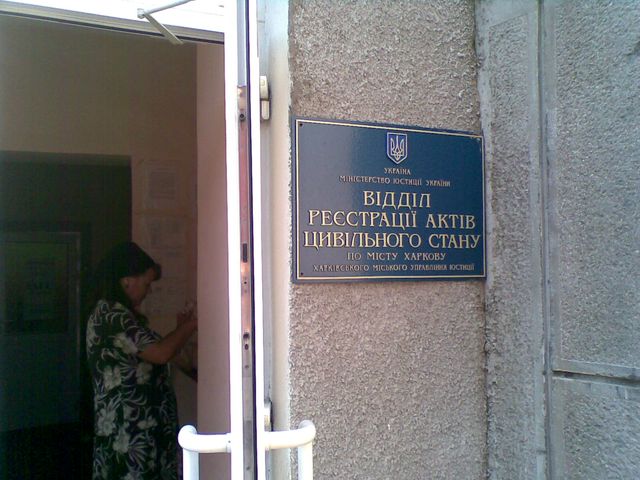 УКРАЇНА
МІНІСТЕРСТВО ЮСТИЦІЇ УКРАЇНИ
ВІДДІЛ
РЕЄСТРАЦІЇ АКТІВ
ЦИВІЛЬНОГО СТАНУ
ПО МІСТУ ХАРКОВУ
ХАРКІВСЬКОГО МІСЬКОГО УПРАВЛІННЯ ЮСТИЦІЇ